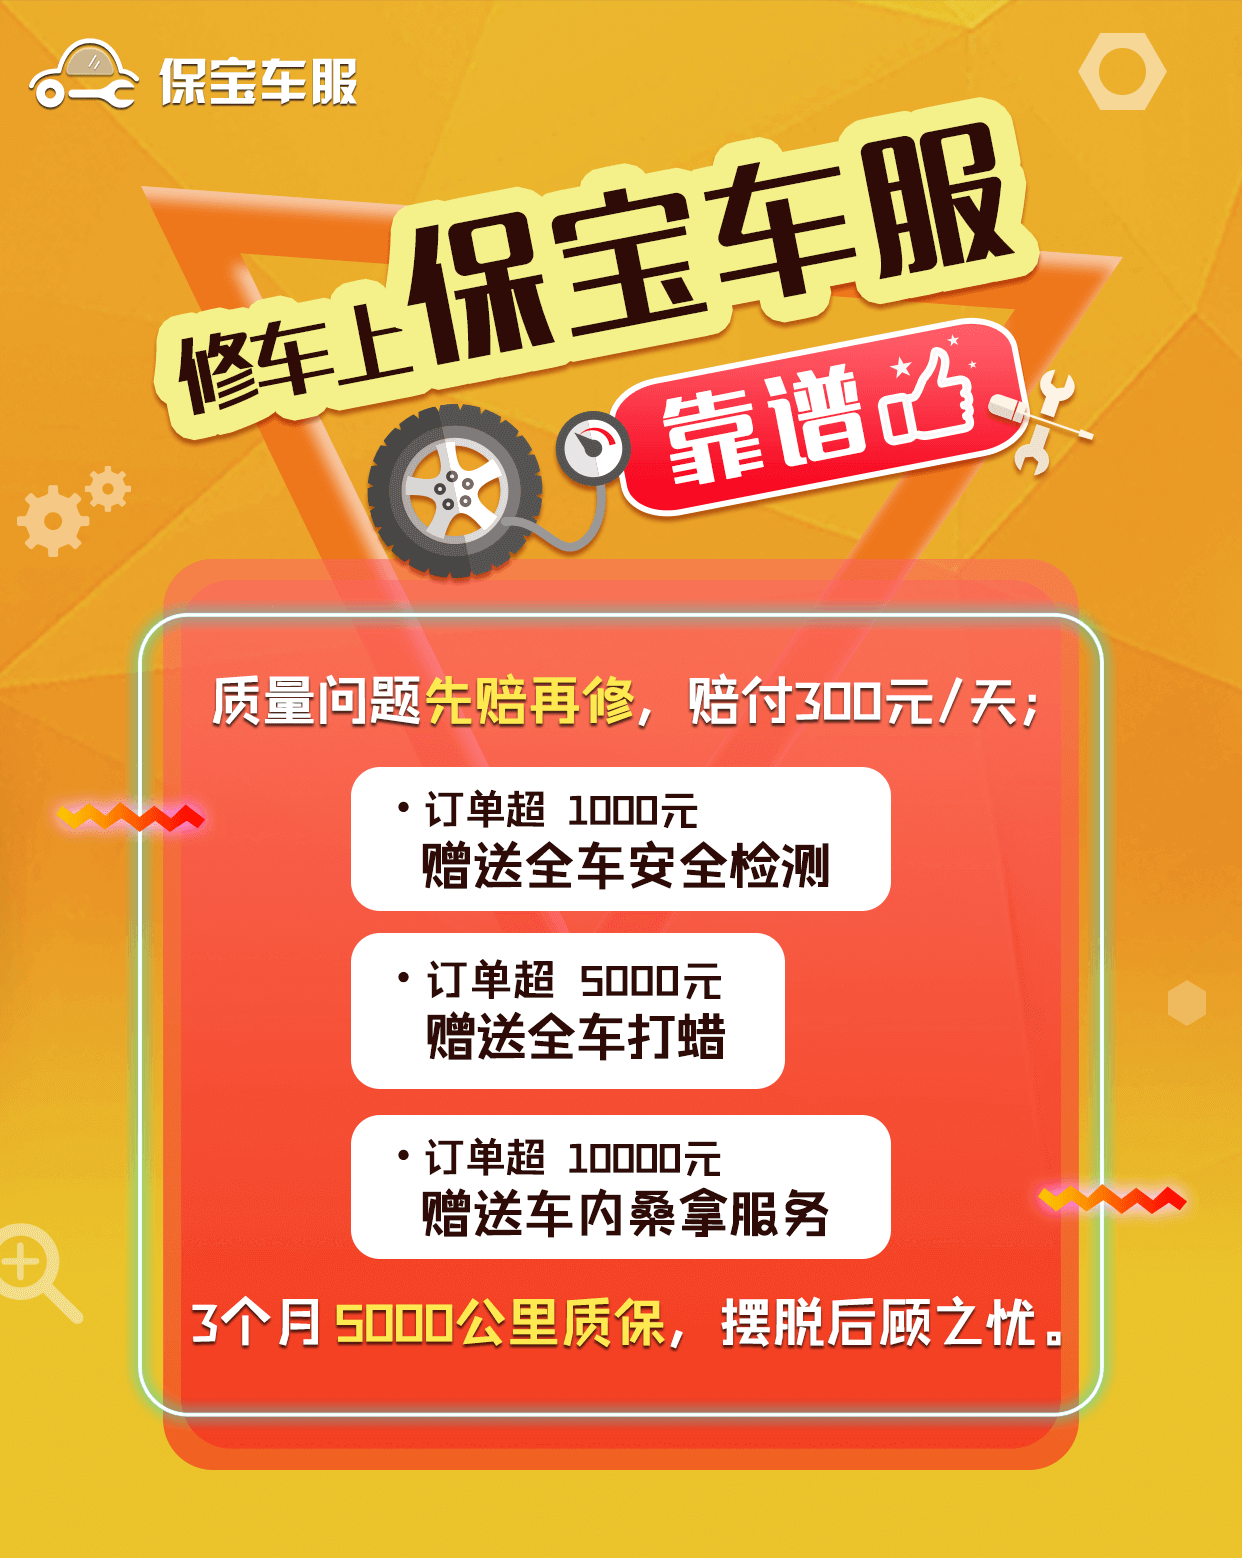 保宝车服
修车上保宝车服
靠谱
质量问题先赔再修，赔付300元/天；
·订单超 1000元
赠送全车安全检测
·订单超 5000元
赠送全车打蜡
·订单超 10000元
赠送车内桑拿服务
3个月5000公里质保，摆脱后顾之忧。